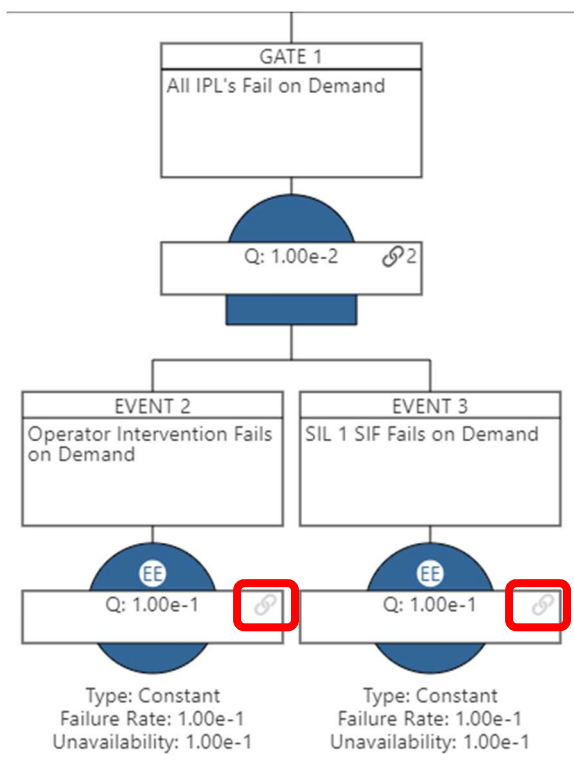 GATE 1
All IPL's Fail on Demand
Q: 1.00e-2 2
EVENT 2
Operator Intervention Fails
on Demand
EE
Q: 1.00e-1
Type: Constant
Failure Rate: 1.00e-1
Unavailability: 1.00e-1
EVENT 3
SIL 1 SIF Fails on Demand
EE
Q: 1.00e-1
Type: Constant
Failure Rate: 1.00e-1
Unavailability: 1.00e-1